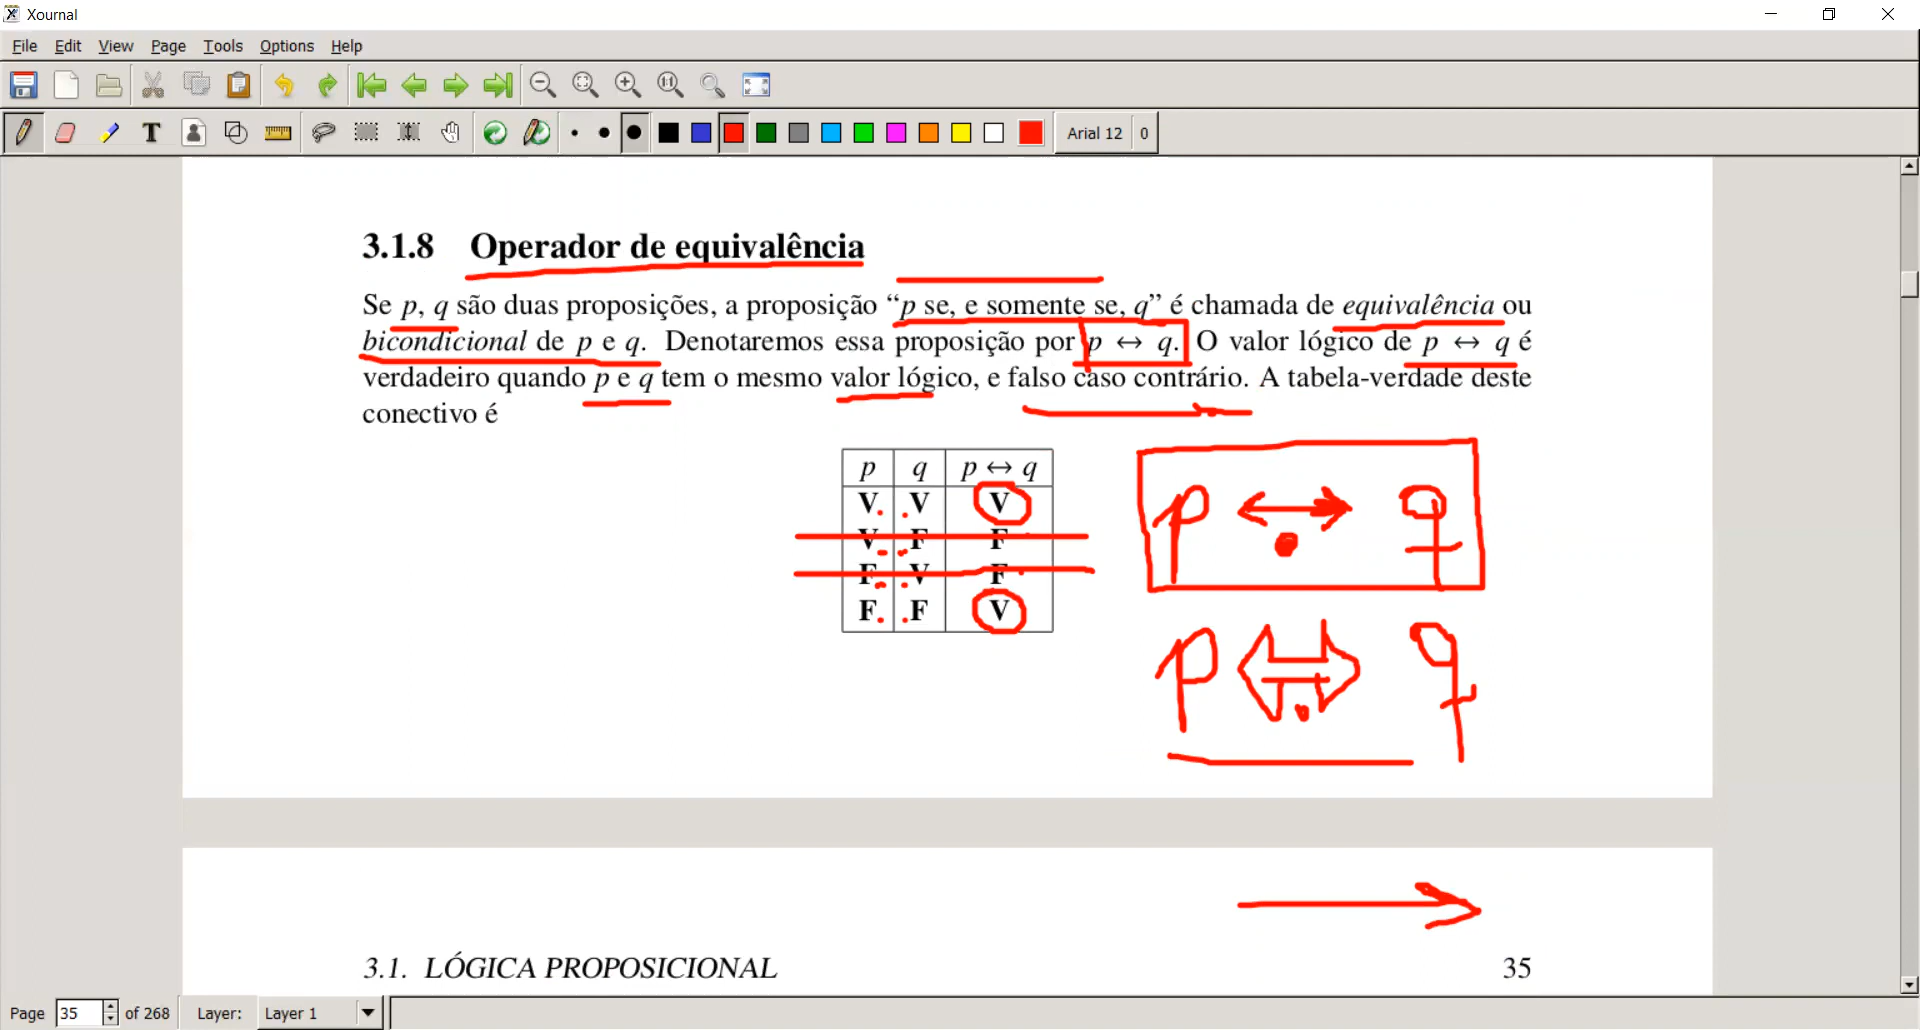 Xournal
File Edit View Page Tools Options Help
Arial 12 0
3.1.8 Operador de equivalência
Se p, q são duas proposições, a proposição “p se, e somente se, q” é chamada de equivalência ou
bicondicional de p e q. Denotaremos essa proposição por p ↔ q. O valor lógico de p ↔ q é
verdadeiro quando p e q tem o mesmo valor lógico, e falso caso contrário. A tabela-verdade deste
conectivo é
p q p ↔ q
V V V
V F F
F V F
F F V
p ↔ q
p ⇔ q
3.1. LÓGICA PROPOSICIONAL 35
Page 35 of 268 Layer: Layer 1